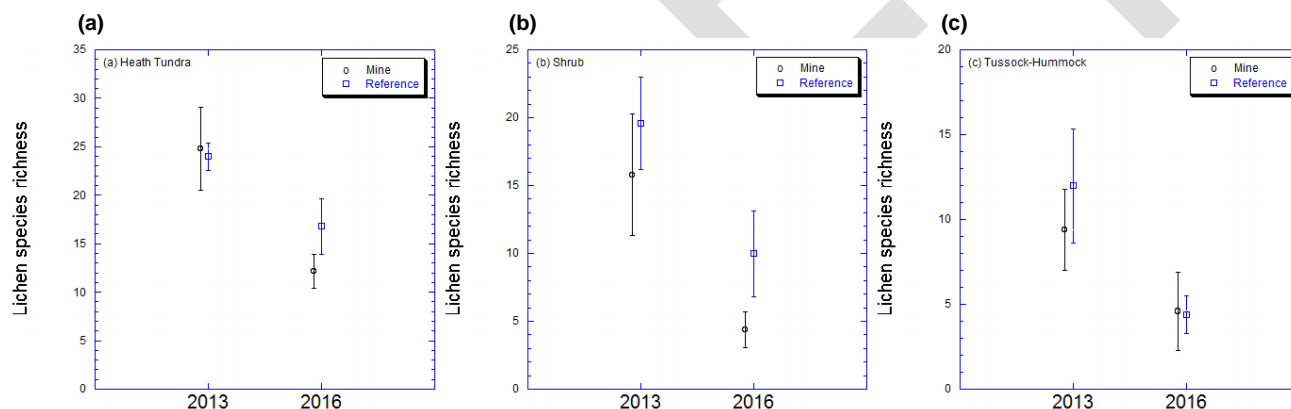 (a)
(b)
(c)
(a) Heath Tundra
Mine
Reference
Lichen species richness
35
30
25
20
15
10
5
0
2013
2016
(b) Shrub
Mine
Reference
Lichen species richness
25
20
15
10
5
0
2013
2016
(c) Tussock-Hummock
Mine
Reference
Lichen species richness
20
15
10
5
0
2013
2016